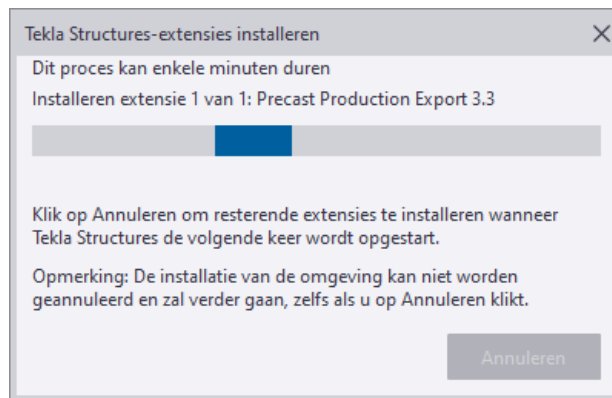 Tekla Structures-extensies installeren
Dit proces kan enkele minuten duren
Installeren extensie 1 van 1: Precast Production Export 3.3
Klik op Annuleren om resterende extensies te installeren wanneer
Tekla Structures de volgende keer wordt opgestart.
Opmerking: De installatie van de omgeving kan niet worden
geannuleerd en zal verder gaan, zelfs als u op Annuleren klikt.
Annuleren